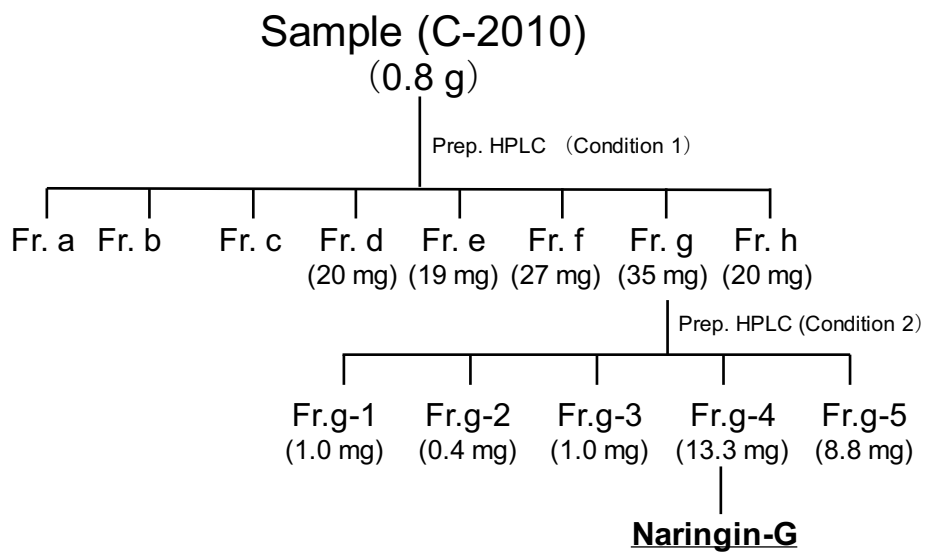 Sample (C-2010)
（0.8 g）
Prep. HPLC （Condition 1）
Fr. a Fr. b Fr. c Fr. d Fr. e Fr. f Fr. g Fr. h
(20 mg) (19 mg) (27 mg) (35 mg) (20 mg)
Prep. HPLC (Condition 2）
Fr.g-1 Fr.g-2 Fr.g-3 Fr.g-4 Fr.g-5
(1.0 mg) (0.4 mg) (1.0 mg) (13.3 mg) (8.8 mg)
Naringin-G